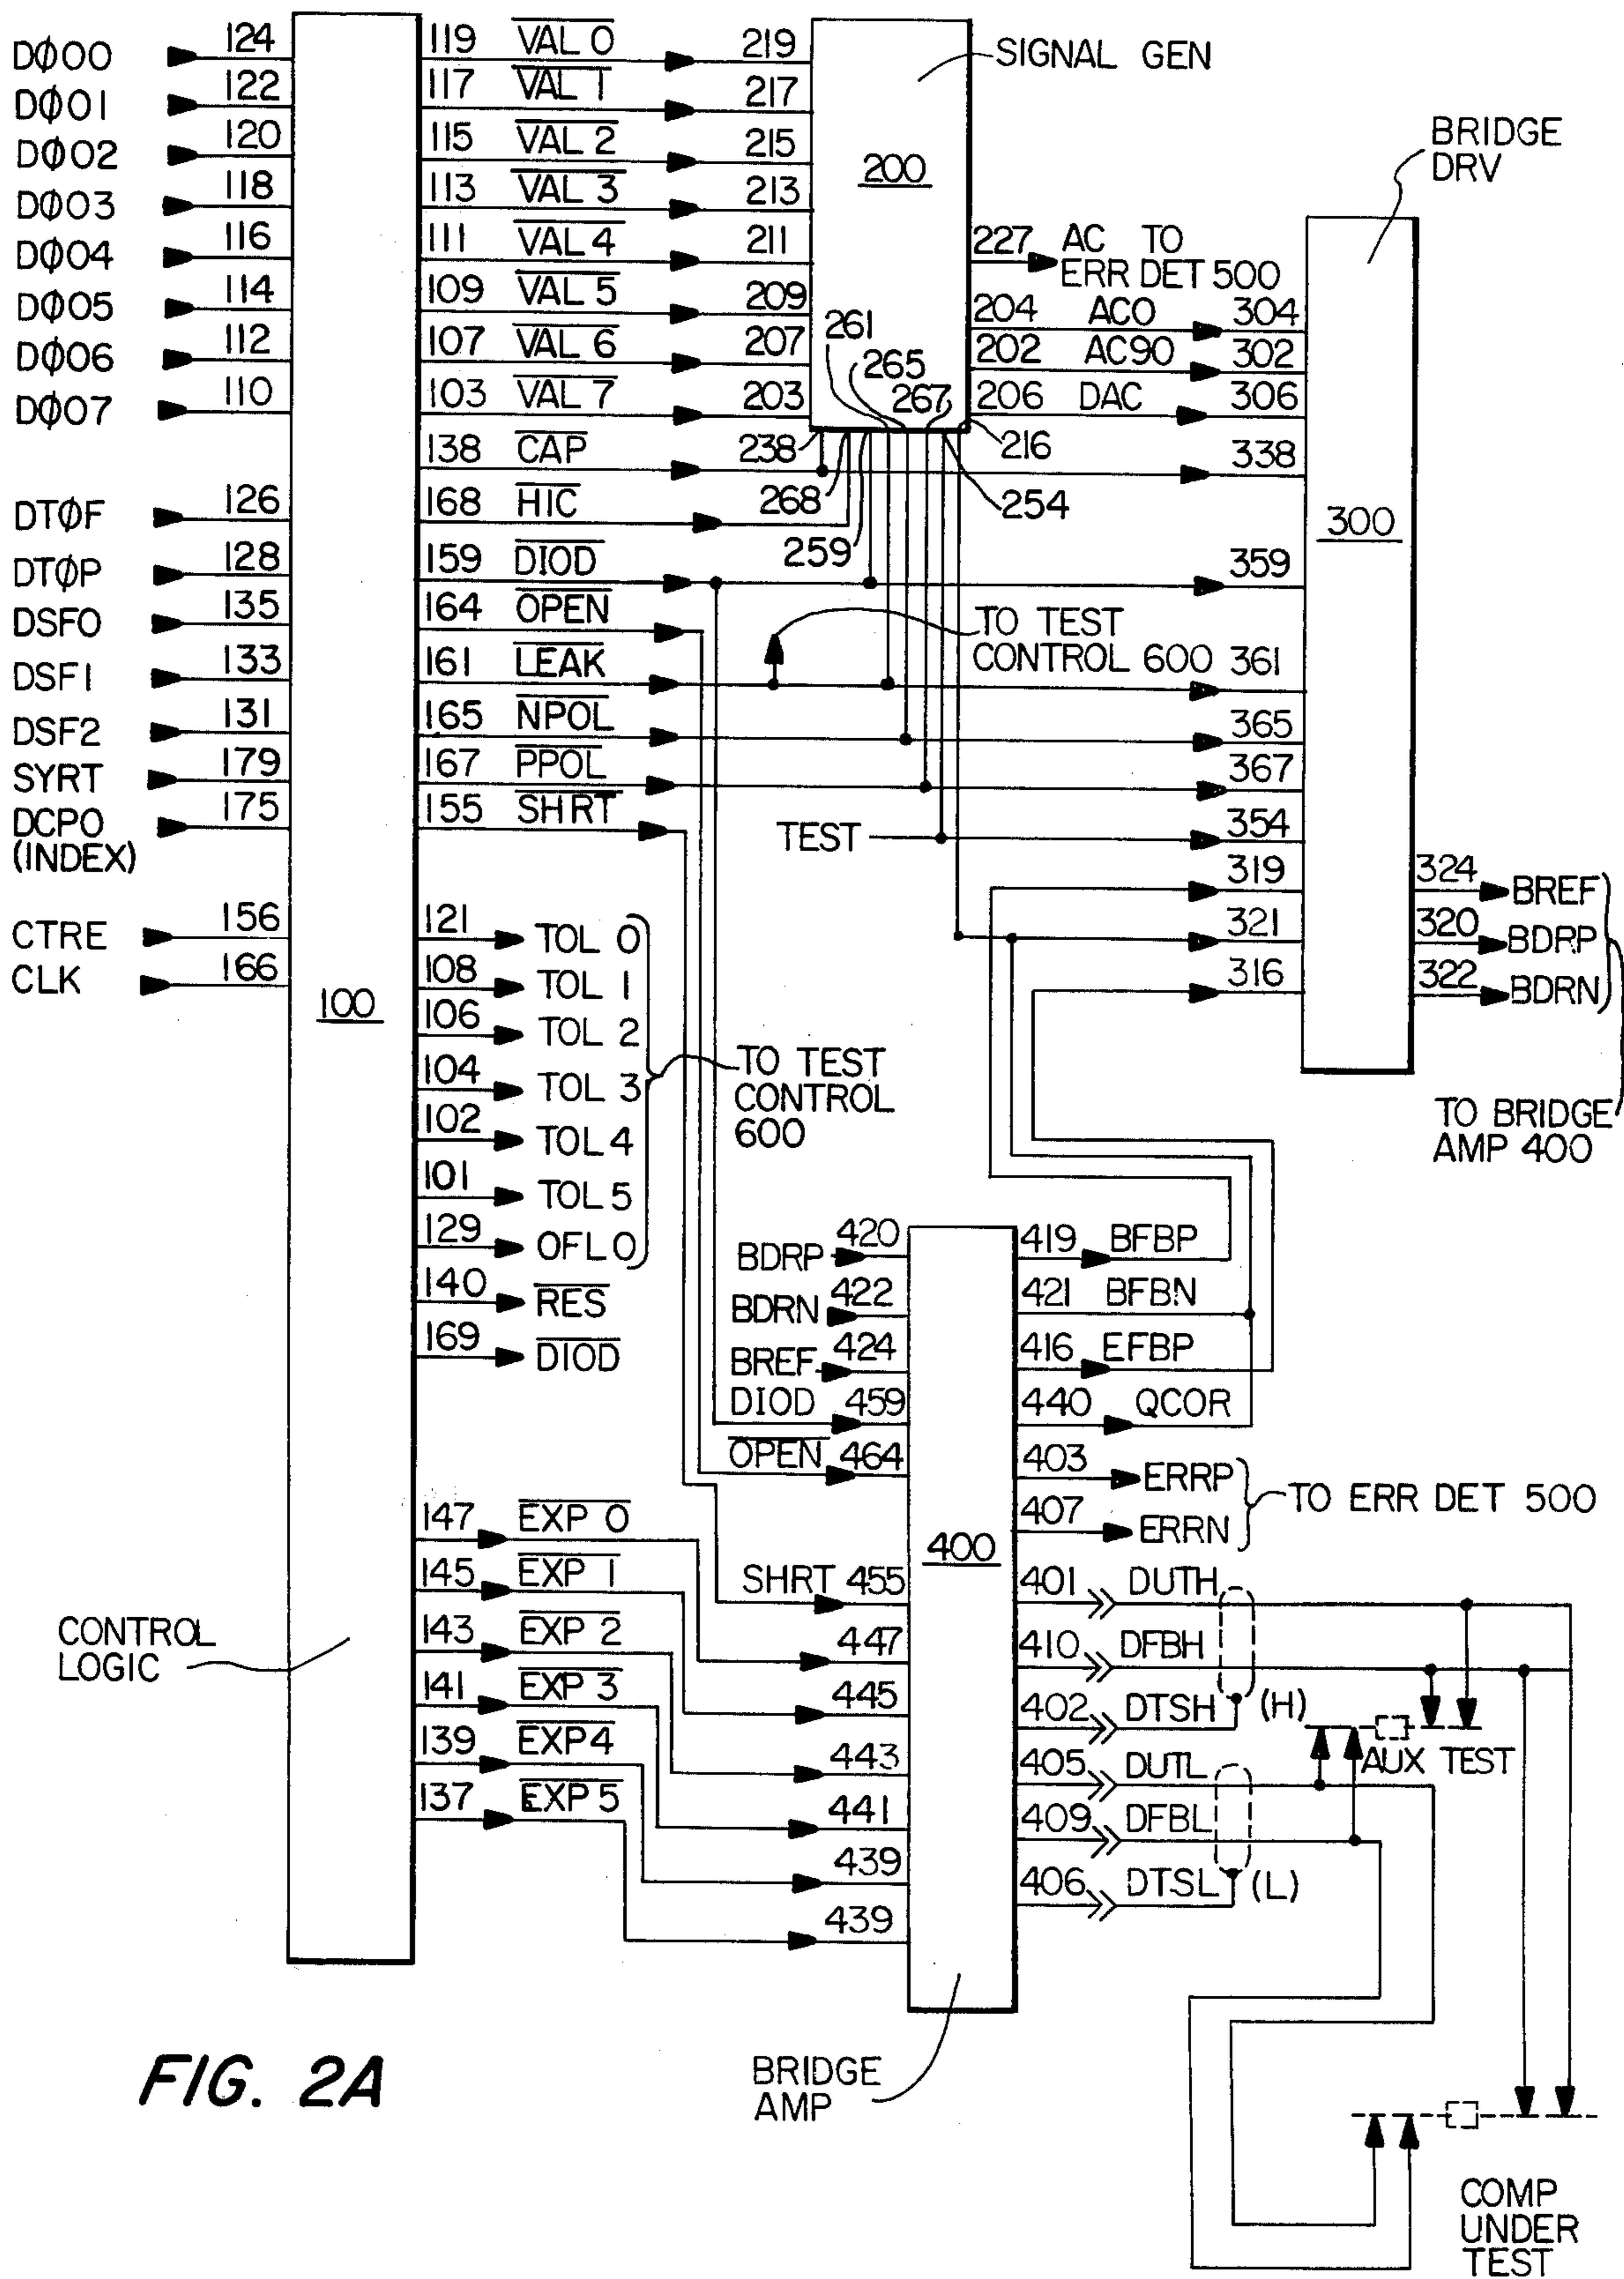 DØ00 124 119 VAL 0 219 SIGNAL GEN
DØ01 122 117 VAL 1 217
DØ02 120 115 VAL 2 215 200 BRIDGE
DRV
DØ03 118 113 VAL 3 213
DØ04 116 111 VAL 4 211 227 AC TO
ERR DET 500
DØ05 114 109 VAL 5 209 261 204 AC0 304
DØ06 112 107 VAL 6 207 265 202 AC90 302
DØ07 110 103 VAL 7 203 267 206 DAC 306
138 CAP 238 216 338
DTØF 126 168 HIC 268 254 300
DTØP 128 159 DIOD 259 359
DSF0 135 164 OPEN TO TEST
CONTROL 600
DSF1 133 161 LEAK 361
DSF2 131 165 NPOL 365
SYRT 179 167 PPOL 367
DCP0 175 155 SHRT TEST 354
(INDEX)
319 324 BREF
CTRE 156 121 TOL 0 321 320 BDRP
CLK 166 108 TOL 1 316 322 BDRN
100 106 TOL 2
104 TOL 3 TO TEST
CONTROL
600
102 TOL 4 TO BRIDGE
AMP 400
101 TOL 5
129 OFL 0 BDRP 420 419 BFBP
140 RES BDRN 422 421 BFBN
169 DIOD BREF 424 416 EFBP
DIOD 459 440 QCOR
OPEN 464 403 ERRP
TO ERR DET 500
147 EXP 0 400 407 ERRN
145 EXP 1 SHRT 455 401 DUTH
CONTROL
LOGIC
143 EXP 2 447 410 DFBH
141 EXP 3 445 402 DTSH (H)
139 EXP4 443 405 DUTL AUX TEST
137 EXP 5 441 409 DFBL
439 406 DTSL (L)
439
FIG. 2A
BRIDGE
AMP
COMP
UNDER
TEST